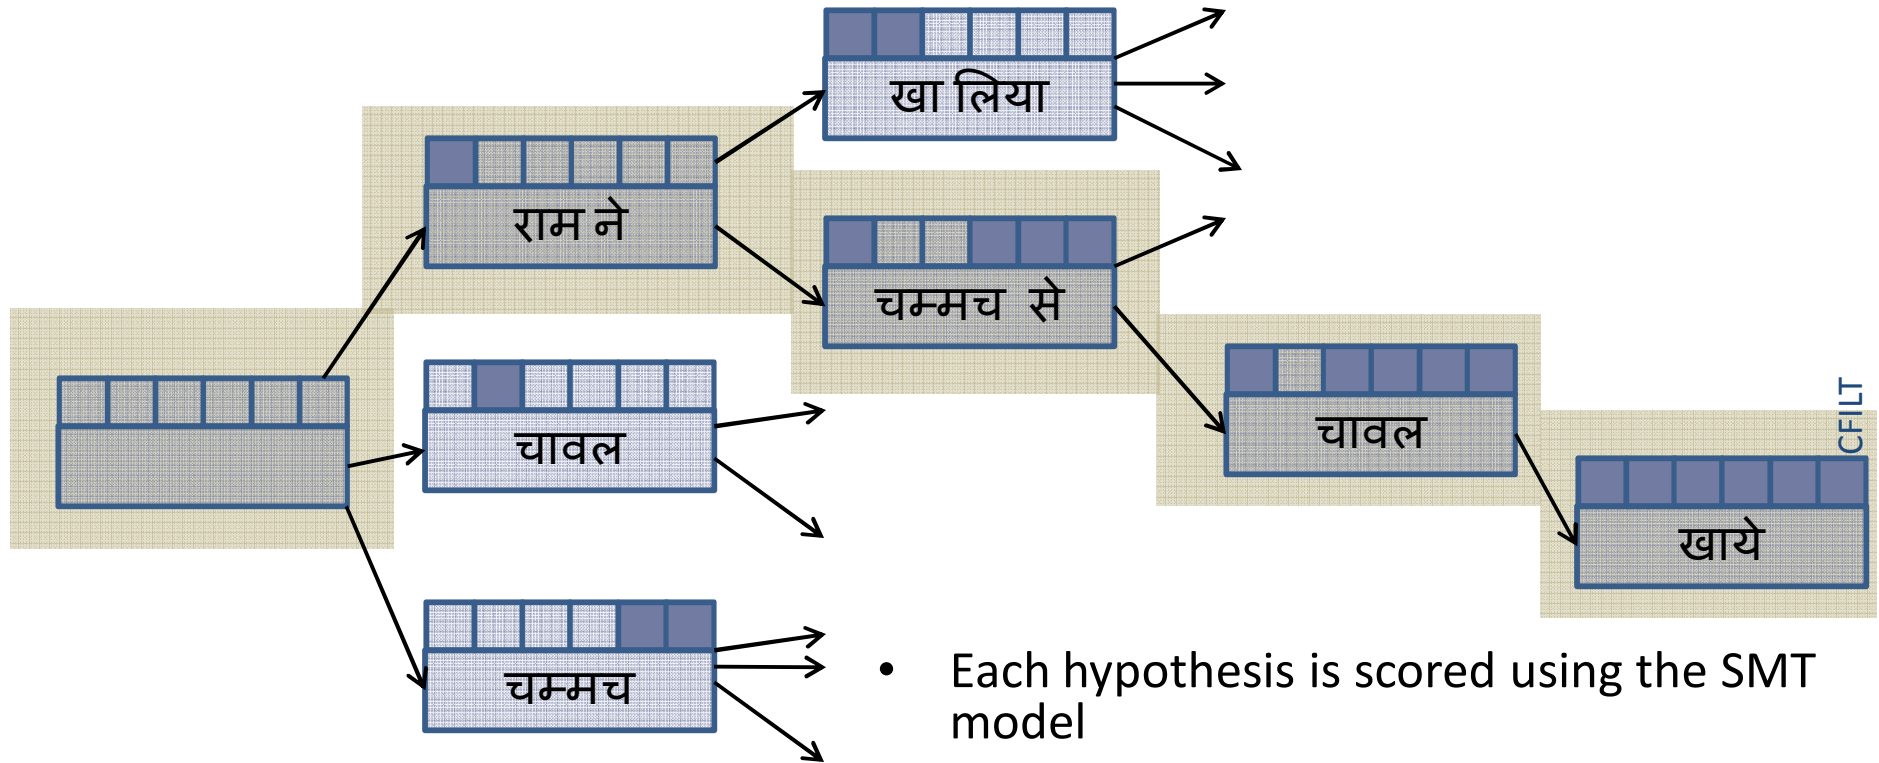 खा लिया
राम ने
चम्मच से
चावल
चावल
खाये
चम्मच
CFILT
• Each hypothesis is scored using the SMT
model